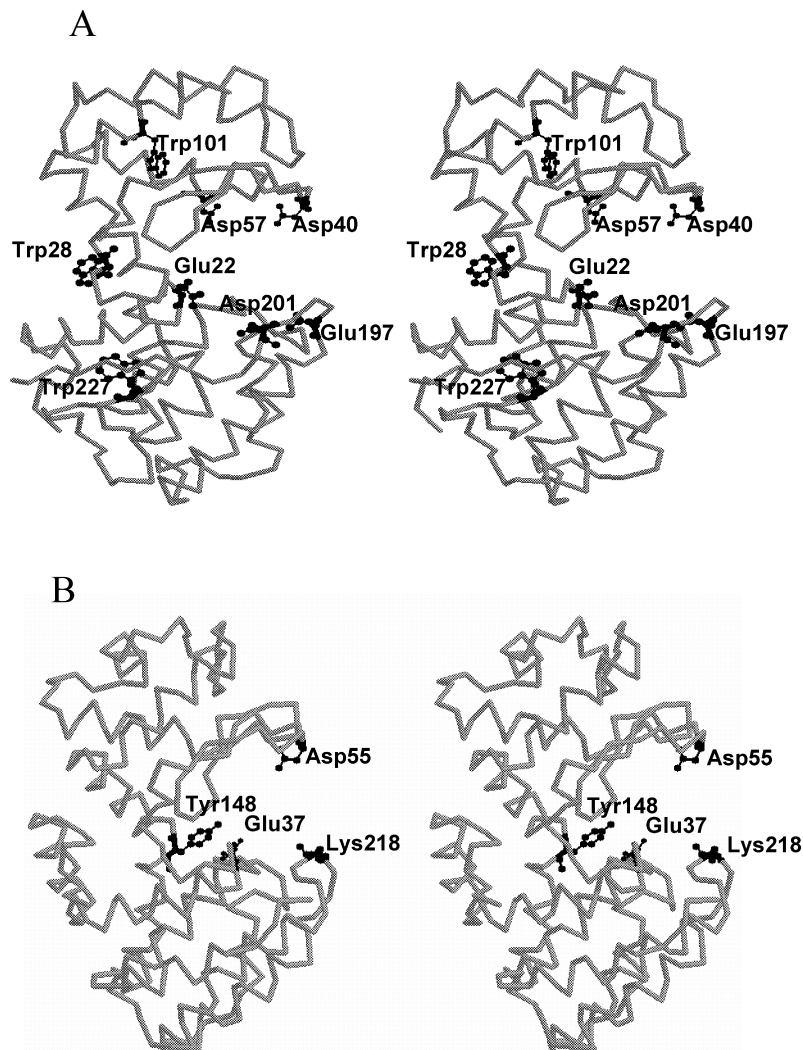 A
Trp101 Trp101
Asp57 Asp40 Asp57 Asp40
Trp28 Glu22 Trp28 Glu22
Asp201 Glu197 Asp201 Glu197
Trp227 Trp227
B
Asp55 Asp55
Tyr148 Tyr148
Glu37 Glu37
Lys218 Lys218